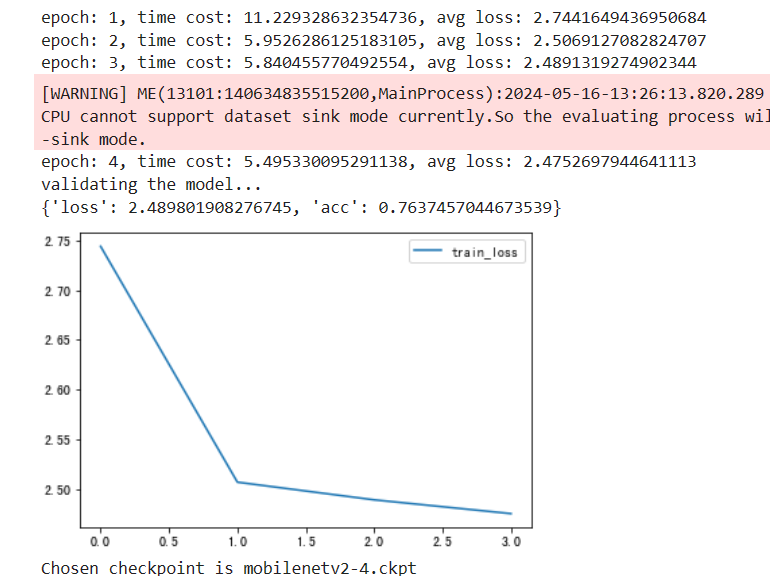 epoch: 1, time cost: 11.229328632354736, avg loss: 2.7441649436950684
epoch: 2, time cost: 5.9526286125183105, avg loss: 2.5069127082824707
epoch: 3, time cost: 5.840455770492554, avg loss: 2.4891319274902344
[WARNING] ME(13101:140634835515200,MainProcess):2024-05-16-13:26:13.820.289
CPU cannot support dataset sink mode currently.So the evaluating process wil
-sink mode.
epoch: 4, time cost: 5.495330095291138, avg loss: 2.4752697944641113
validating the model...
{'loss': 2.489801908276745, 'acc': 0.7637457044673539}
2.75
train_loss
2.70
2.65
2.60
2.55
2.50
0.0 0.5 1.0 1.5 2.0 2.5 3.0
Chosen checkpoint is mobilenetv2-4.ckpt